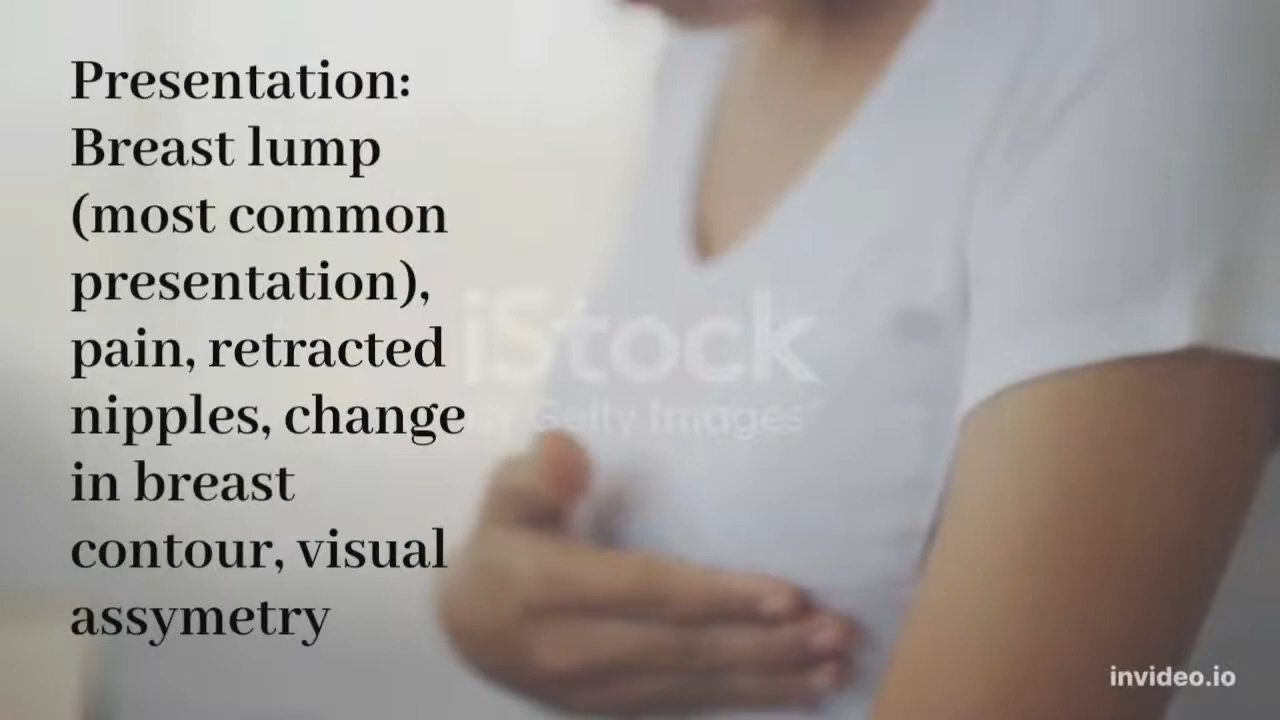 Presentation:
Breast lump
(most common
presentation),
pain, retracted
nipples, change
in breast
contour, visual
assymetry
iStock
Getty Images
invideo.io